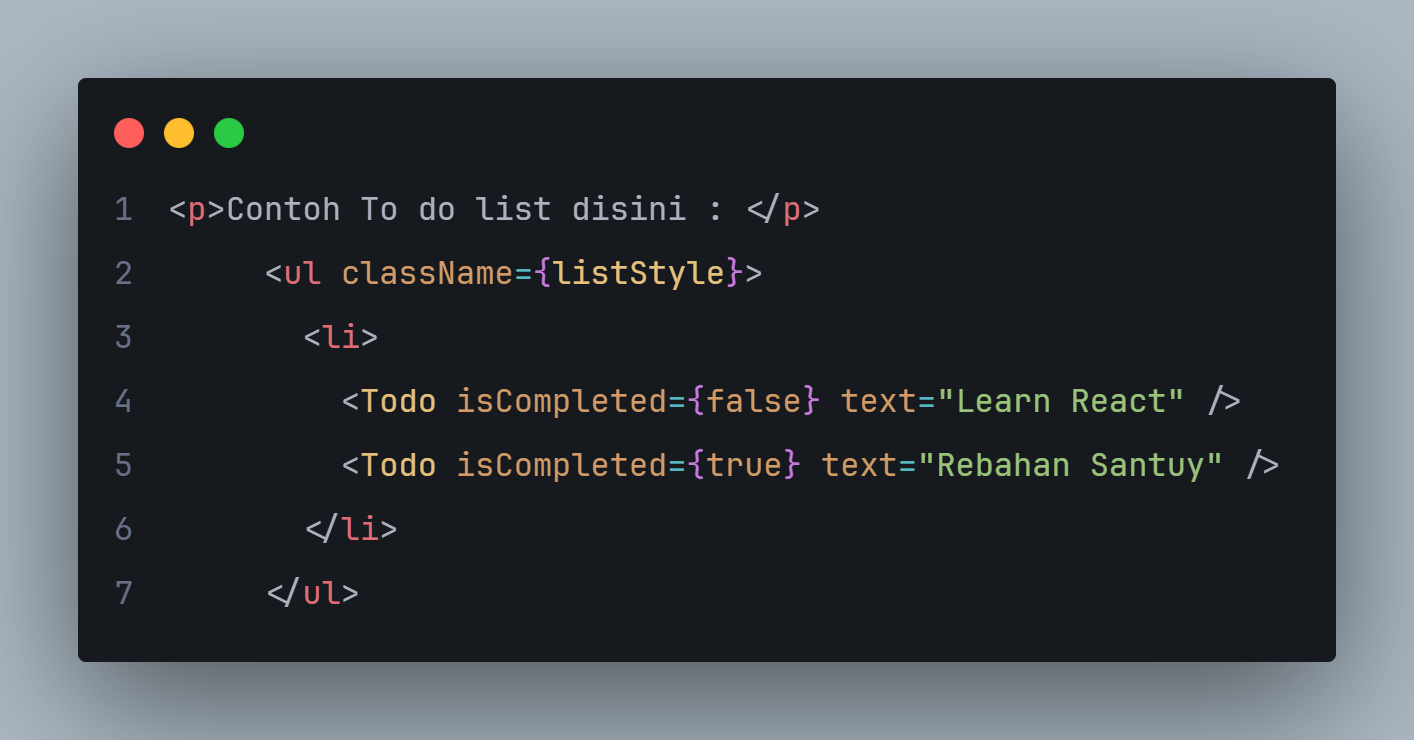 1 <p>Contoh To do list disini : </p>
2 <ul className={listStyle}>
3 <li>
4 <Todo isCompleted={false} text="Learn React" />
5 <Todo isCompleted={true} text="Rebahan Santuy" />
6 </li>
7 </ul>